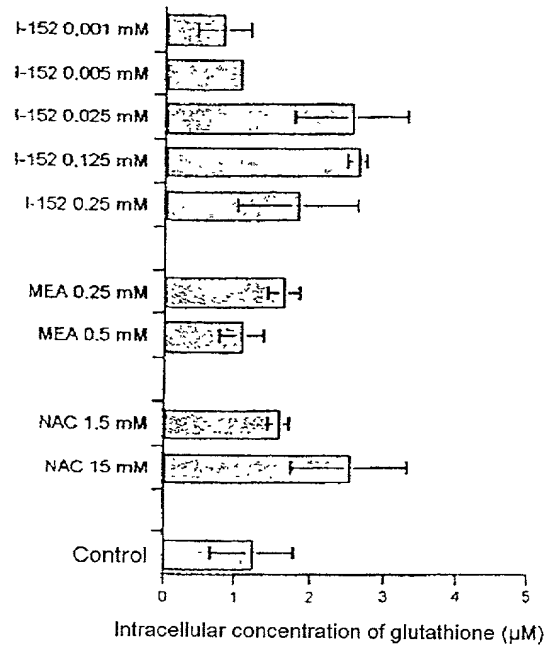 I-152 0,001 mM
I-152 0,005 mM
I-152 0.025 mM
I-152 0,125 mM
I-152 0.25 mM
MEA 0.25 mM
MEA 0.5 mM
NAC 1.5 mM
NAC 15 mM
Control
0 1 2 3 4 5
Intracellular concentration of glutathione (µM)